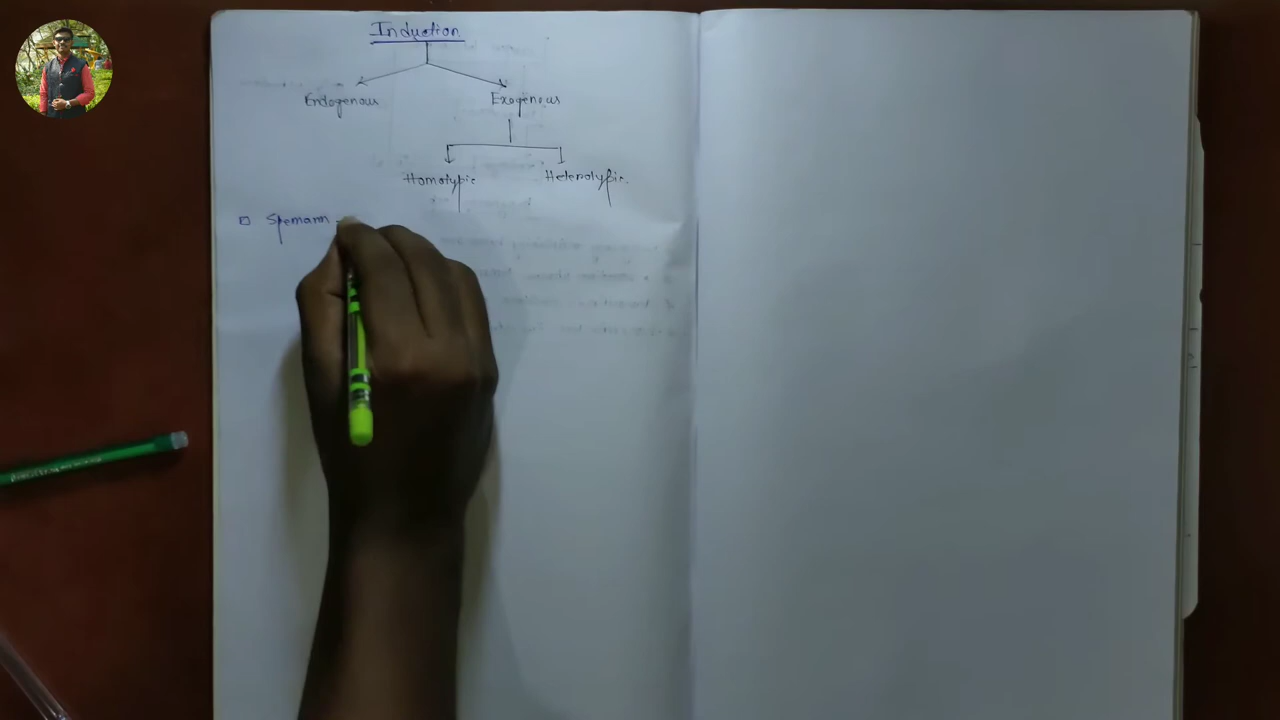 Induction
Endogenous Exogenous
Homotypic Heterotypic
Spemann -